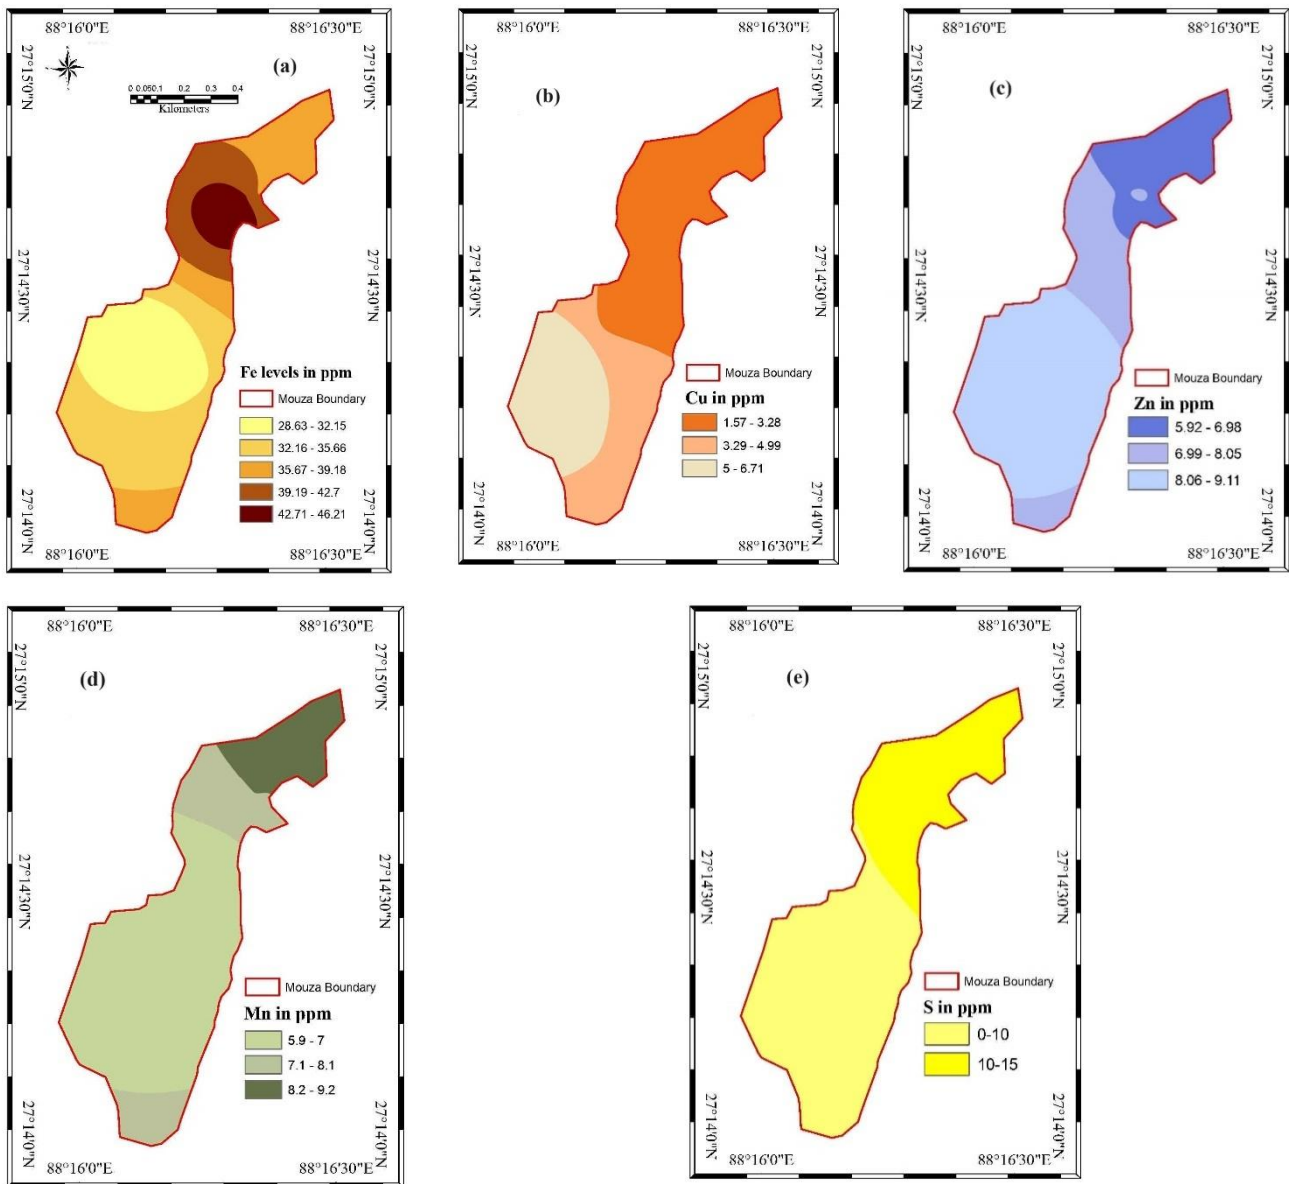 88°16'0"E 88°16'30"E
(a)
27°15'0"N 27°15'0"N
0 0.050.1 0.2 0.3 0.4
Kilometers
27°14'30"N 27°14'30"N
Fe levels in ppm
Mouza Boundary
28.63 - 32.15
32.16 - 35.66
35.67 - 39.18
39.19 - 42.7
42.71 - 46.21
27°14'0"N 27°14'0"N
88°16'0"E 88°16'30"E
88°16'0"E 88°16'30"E
(b)
27°15'0"N 27°15'0"N
27°14'30"N 27°14'30"N
Mouza Boundary
Cu in ppm
1.57 - 3.28
3.29 - 4.99
5 - 6.71
27°14'0"N 27°14'0"N
88°16'0"E 88°16'30"E
88°16'0"E 88°16'30"E
(c)
27°15'0"N 27°15'0"N
27°14'30"N 27°14'30"N
Mouza Boundary
Zn in ppm
5.92 - 6.98
6.99 - 8.05
8.06 - 9.11
27°14'0"N 27°14'0"N
88°16'0"E 88°16'30"E
88°16'0"E 88°16'30"E
(d)
27°15'0"N 27°15'0"N
27°14'30"N 27°14'30"N
Mouza Boundary
Mn in ppm
5.9 - 7
7.1 - 8.1
8.2 - 9.2
27°14'0"N 27°14'0"N
88°16'0"E 88°16'30"E
88°16'0"E 88°16'30"E
(e)
27°15'0"N 27°15'0"N
27°14'30"N 27°14'30"N
Mouza Boundary
S in ppm
0-10
10-15
27°14'0"N 27°14'0"N
88°16'0"E 88°16'30"E